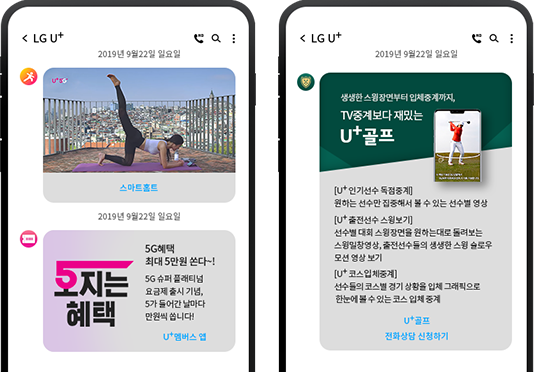 LG U+
2019년 9월22일 일요일
U+5G
스마트홈트
2019년 9월22일 일요일
5G혜택
최대 5만원 쏜다~!
5G 슈퍼 플래티넘
요금제 출시 기념,
5가 들어간 날마다
만원씩 쏩니다!
오지는
혜택
U+멤버스 앱
LG U+
2019년 9월22일 일요일
생생한 스윙장면부터 입체중계까지,
TV중계보다 재밌는
U+골프
[U+ 인기선수 독점중계]
원하는 선수만 집중해서 볼 수 있는 선수별 영상
[U+ 출전선수 스윙보기]
선수별 대회 스윙장면을 원하는대로 돌려보는
스윙일참영상, 출전선수들의 생생한 스윙 슬로우
모션 영상 보기
[U+ 코스입체중계]
선수들의 코스별 경기 상황을 입체 그래픽으로
한눈에 볼 수 있는 코스 입체 중계
U+골프
전화상담 신청하기